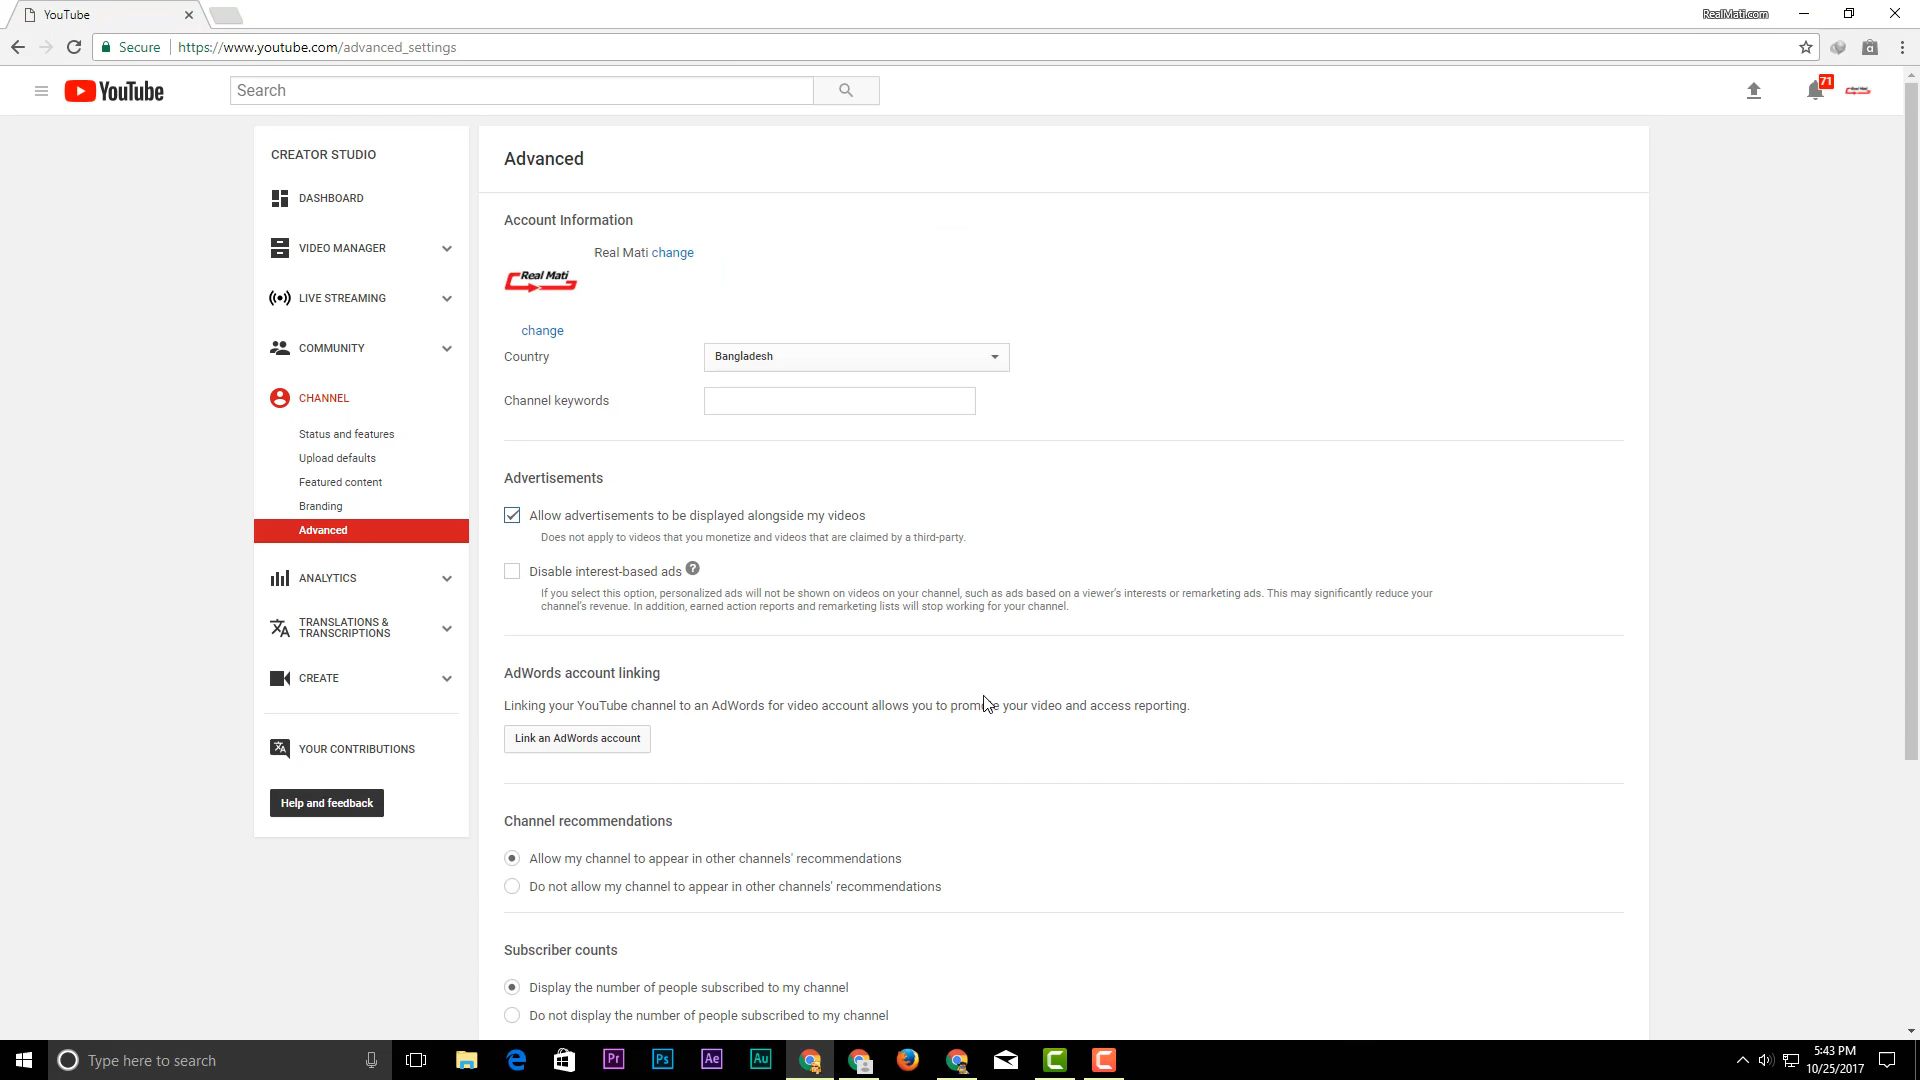 YouTube
RealMati.com
Secure
https://www.youtube.com/advanced_settings
YouTube
Search
71
CREATOR STUDIO
DASHBOARD
VIDEO MANAGER
LIVE STREAMING
COMMUNITY
CHANNEL
Status and features
Upload defaults
Featured content
Branding
Advanced
ANALYTICS
TRANSLATIONS &
TRANSCRIPTIONS
CREATE
YOUR CONTRIBUTIONS
Help and feedback
Advanced
Account Information
Real Mati change
Real Mati
change
Country
Bangladesh
Channel keywords
Advertisements
Allow advertisements to be displayed alongside my videos
Does not apply to videos that you monetize and videos that are claimed by a third-party.
Disable interest-based ads ?
If you select this option, personalized ads will not be shown on videos on your channel, such as ads based on a viewer's interests or remarketing ads. This may significantly reduce your
channel's revenue. In addition, earned action reports and remarketing lists will stop working for your channel.
AdWords account linking
Linking your YouTube channel to an AdWords for video account allows you to promote your video and access reporting.
Link an AdWords account
Channel recommendations
Allow my channel to appear in other channels' recommendations
Do not allow my channel to appear in other channels' recommendations
Subscriber counts
Display the number of people subscribed to my channel
Do not display the number of people subscribed to my channel
Type here to search
Pr
Ps
Ae
Au
5:43 PM
10/25/2017